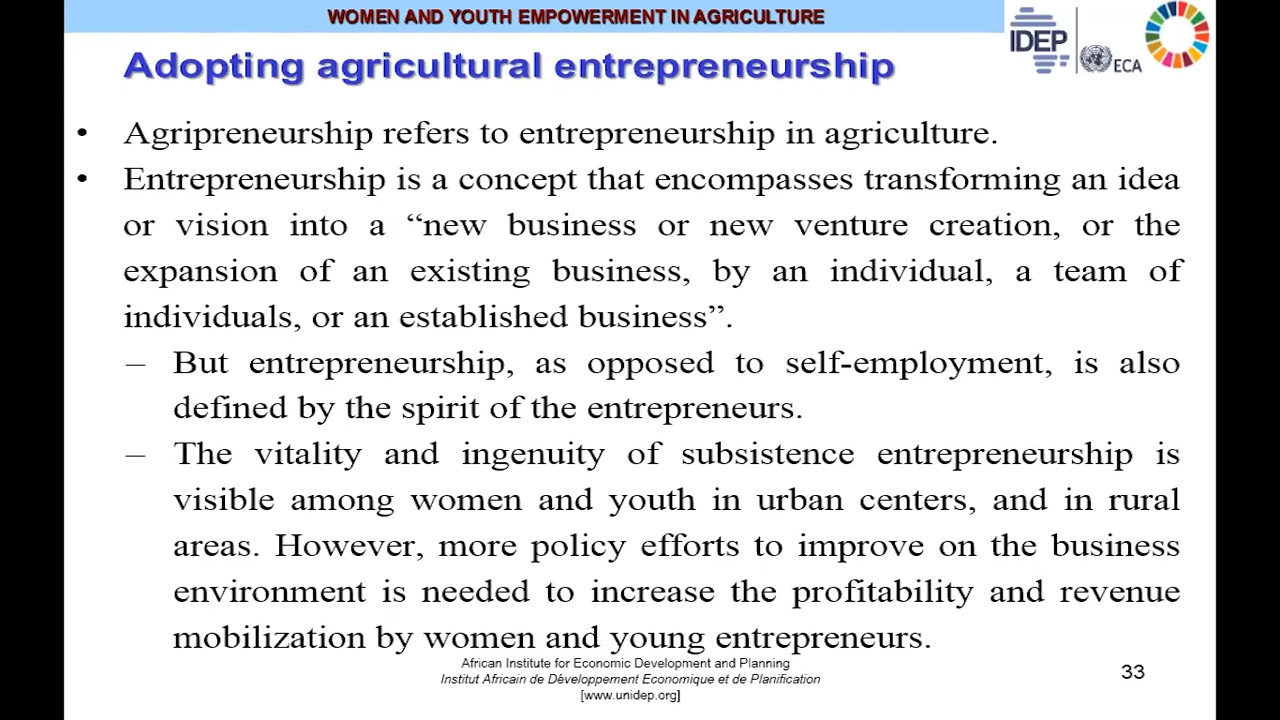 WOMEN AND YOUTH EMPOWERMENT IN AGRICULTURE
IDEP
ECA
Adopting agricultural entrepreneurship
• Agripreneurship refers to entrepreneurship in agriculture.
• Entrepreneurship is a concept that encompasses transforming an idea
or vision into a “new business or new venture creation, or the
expansion of an existing business, by an individual, a team of
individuals, or an established business”.
– But entrepreneurship, as opposed to self-employment, is also
defined by the spirit of the entrepreneurs.
– The vitality and ingenuity of subsistence entrepreneurship is
visible among women and youth in urban centers, and in rural
areas. However, more policy efforts to improve on the business
environment is needed to increase the profitability and revenue
mobilization by women and young entrepreneurs.
African Institute for Economic Development and Planning
Institut Africain de Développement Economique et de Planification
[www.unidep.org]
33